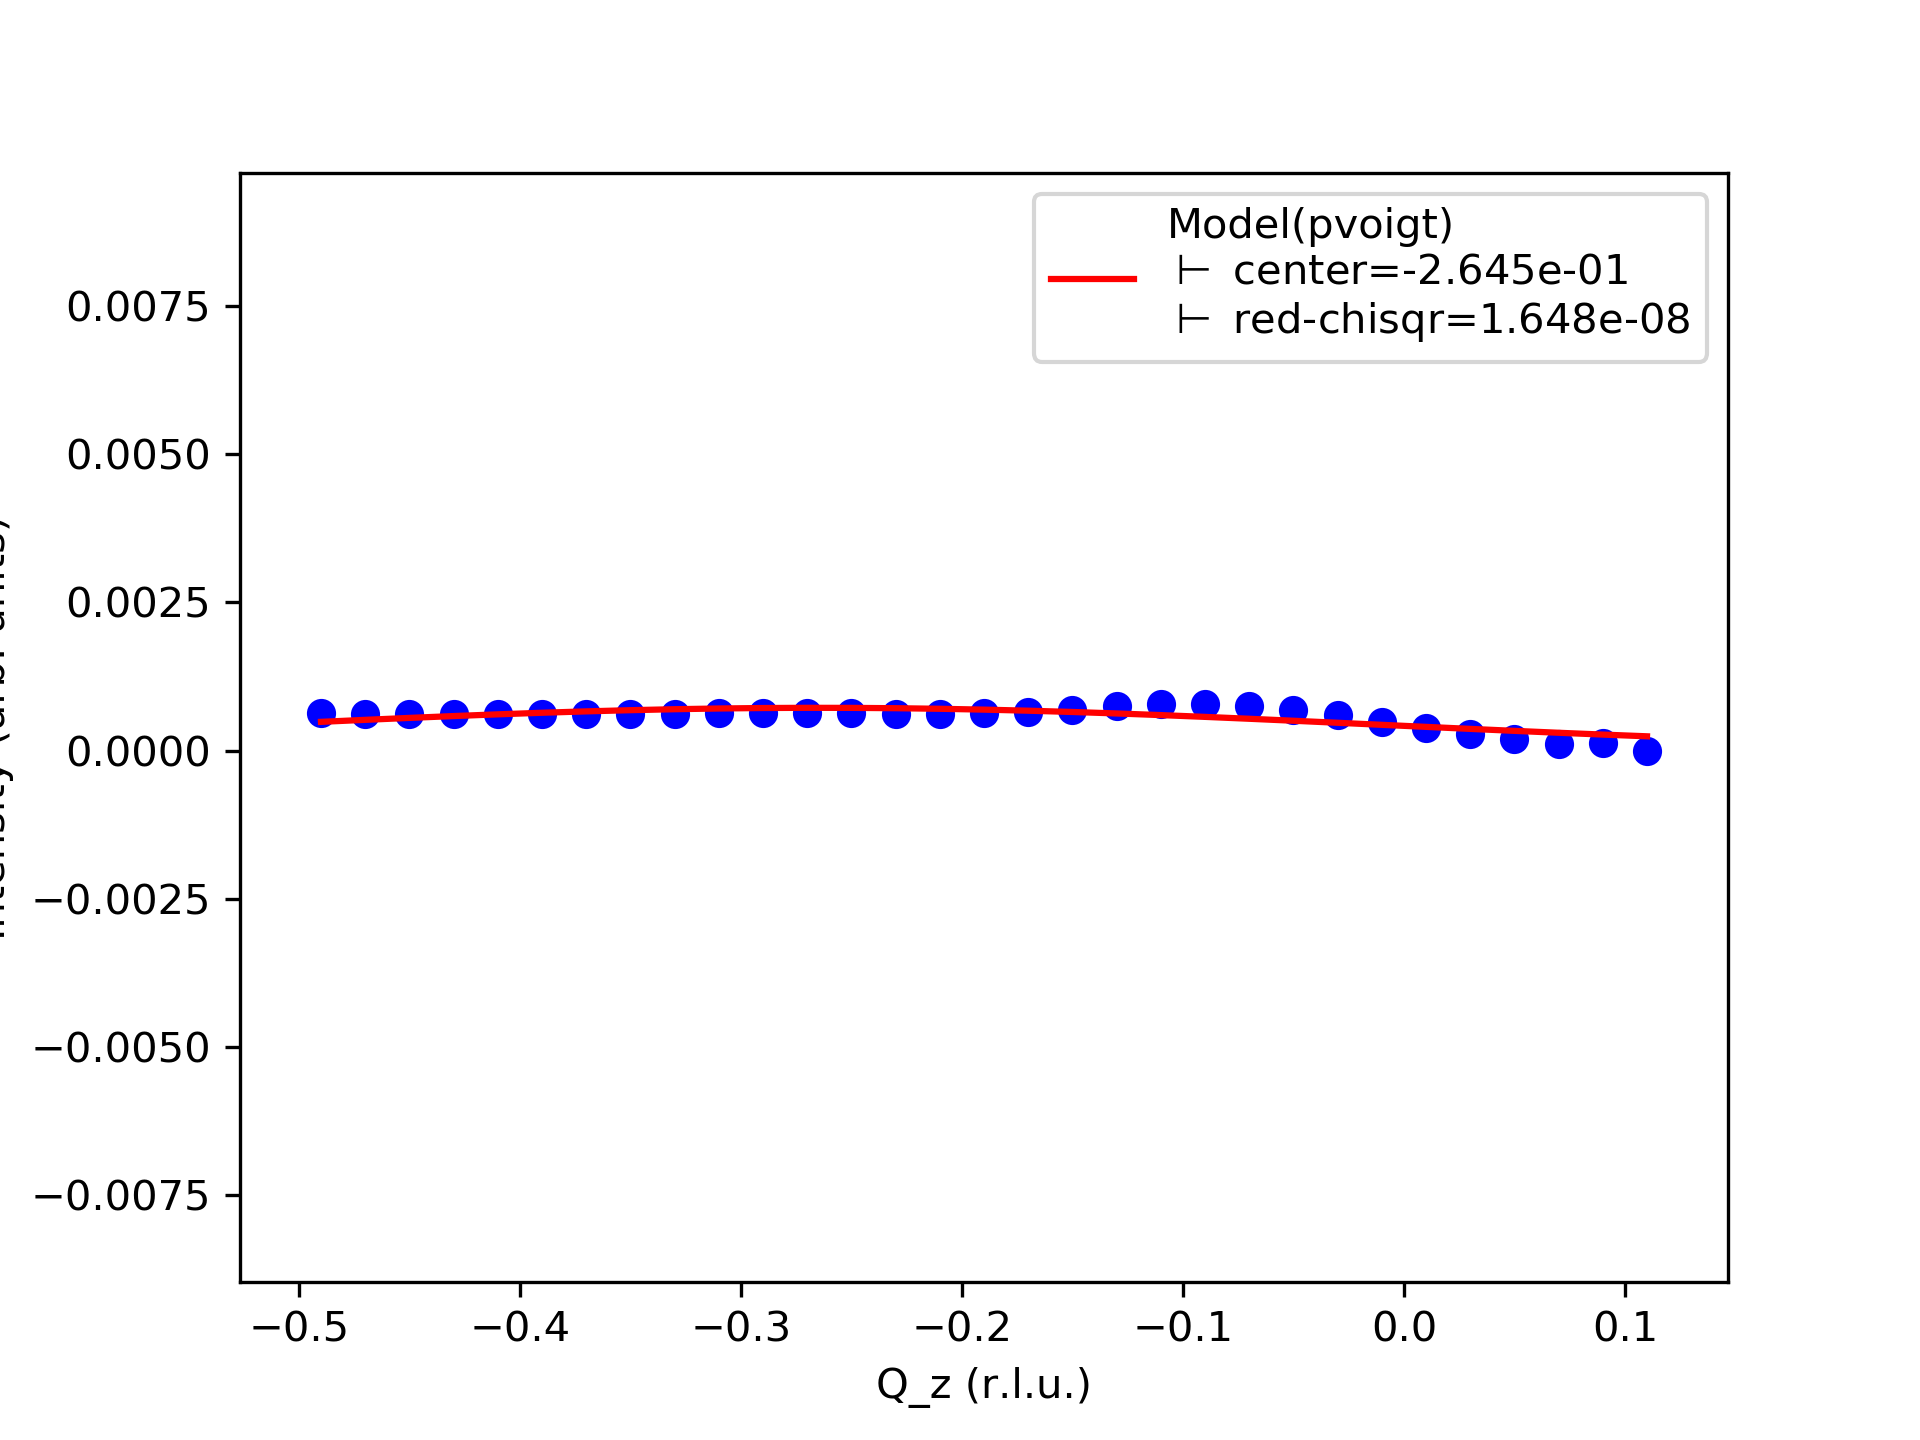 Model(pvoigt)
⊢ center=-2.645e-01
⊢ red-chisqr=1.648e-08
0.0075
0.0050
0.0025
0.0000
−0.0025
−0.0050
−0.0075
−0.5 −0.4 −0.3 −0.2 −0.1 0.0 0.1
Q_z (r.l.u.)